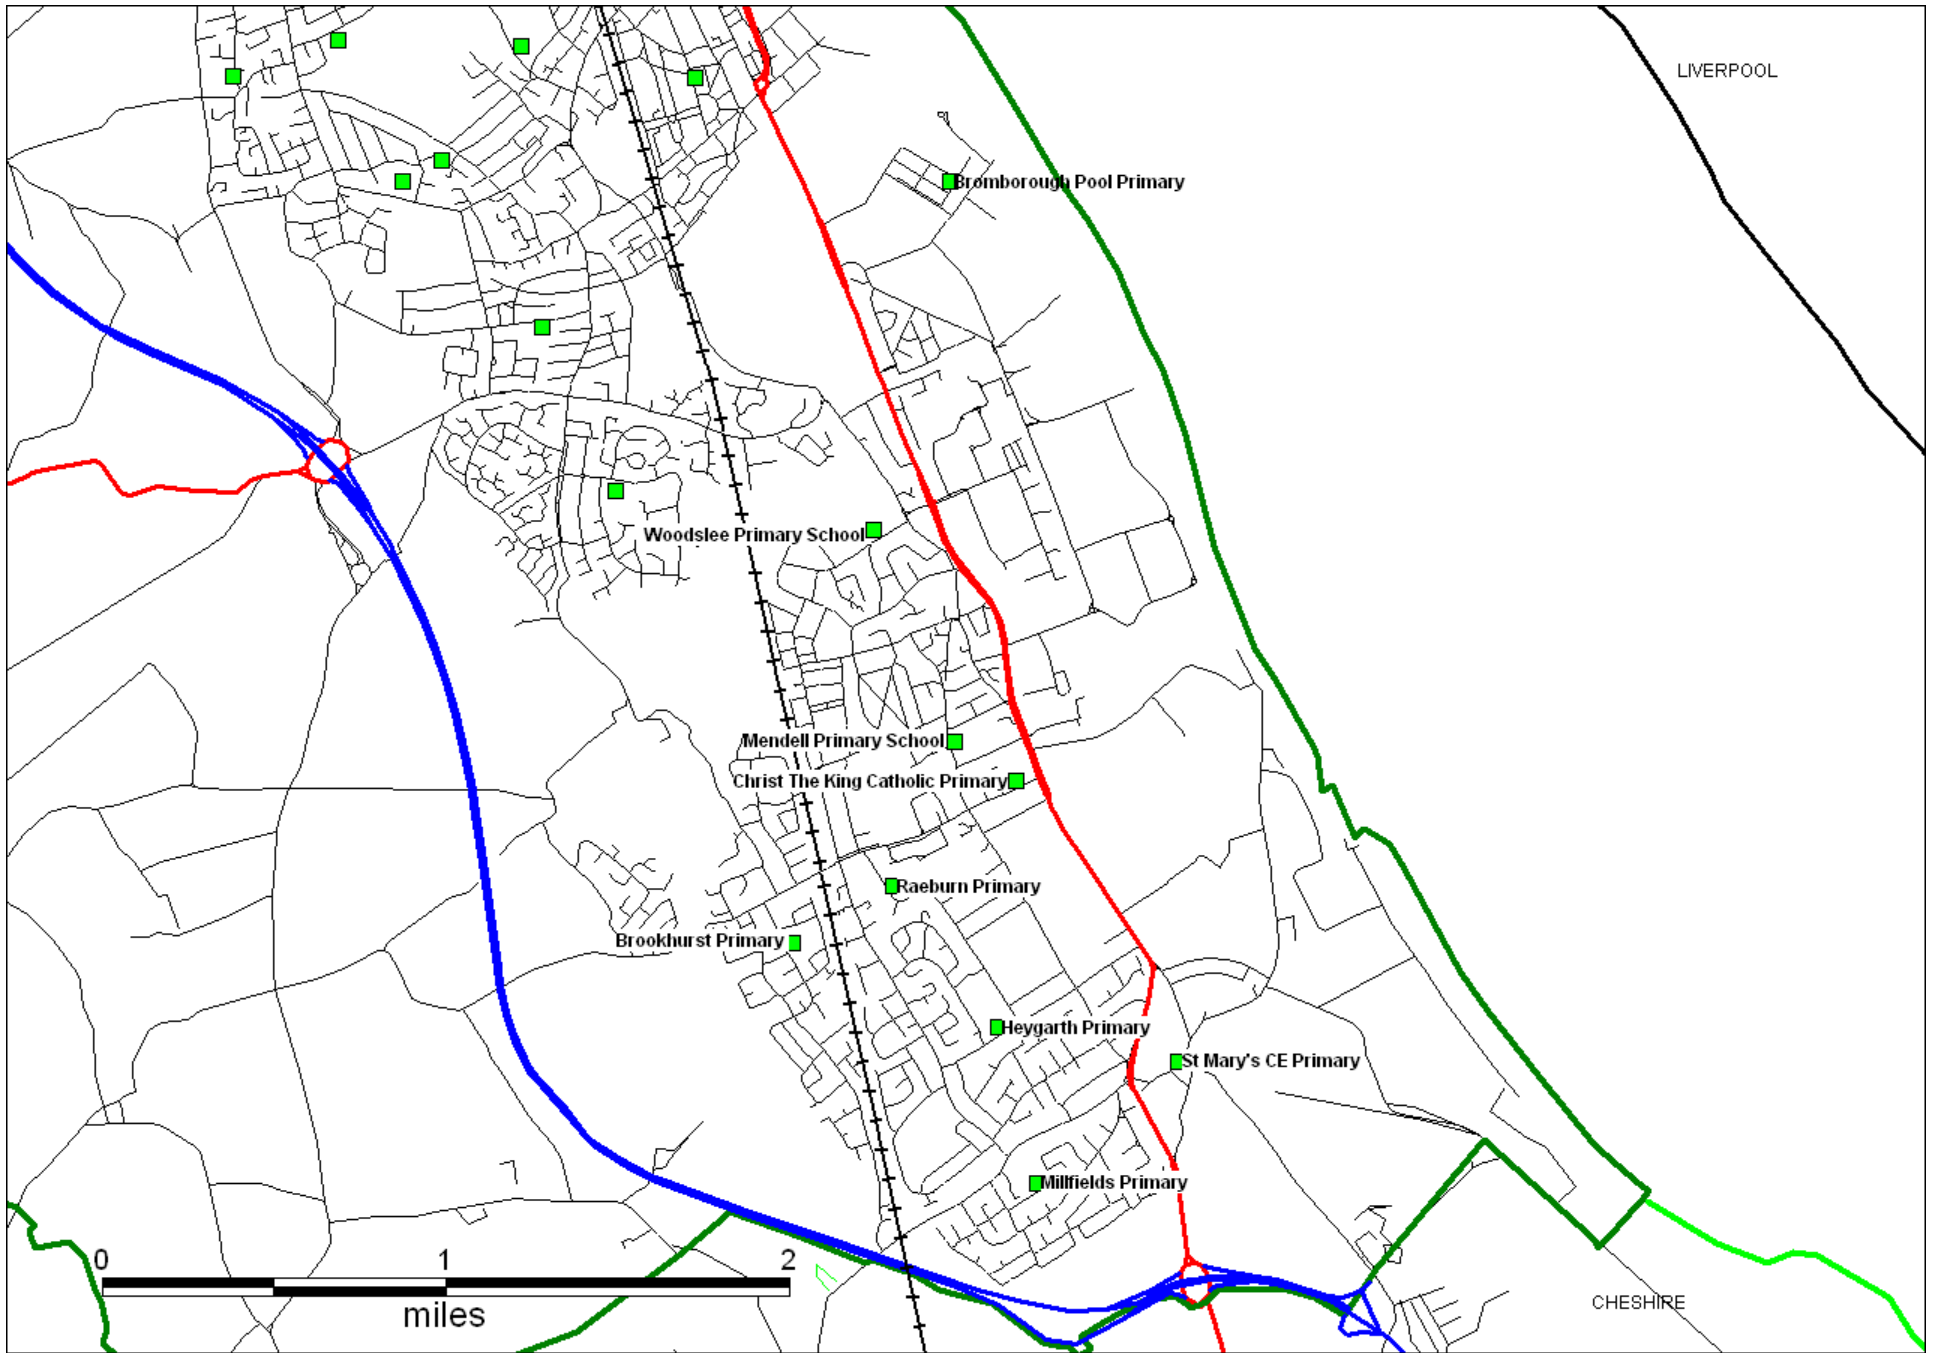 LIVERPOOL
Bromborough Pool Primary
Woodslee Primary School
Mendell Primary School
Christ The King Catholic Primary
Raeburn Primary
Brookhurst Primary
Heygarth Primary
St Mary's CE Primary
Millfields Primary
0 1 2
miles
CHESHIRE